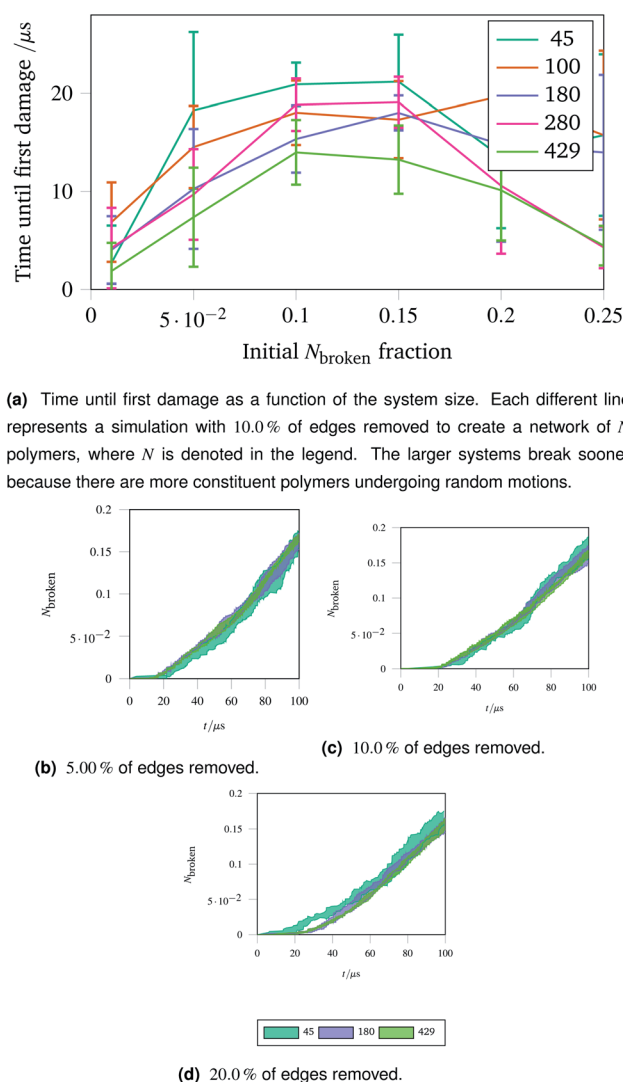 Time until first damage /μs
20
10
0
45
100
180
280
429
0
5 · 10⁻²
0.1
0.15
0.2
0.25
Initial N_broken fraction
(a) Time until first damage as a function of the system size. Each different line
represents a simulation with 10.0 % of edges removed to create a network of N
polymers, where N is denoted in the legend. The larger systems break sooner
because there are more constituent polymers undergoing random motions.
N_broken
0.2
0.15
0.1
5 · 10⁻²
0
0 20 40 60 80 100
t/μs
(b) 5.00 % of edges removed.
N_broken
0.2
0.15
0.1
5 · 10⁻²
0
0 20 40 60 80 100
t/μs
(c) 10.0 % of edges removed.
N_broken
0.2
0.15
0.1
5 · 10⁻²
0
0 20 40 60 80 100
t/μs
45 180 429
(d) 20.0 % of edges removed.